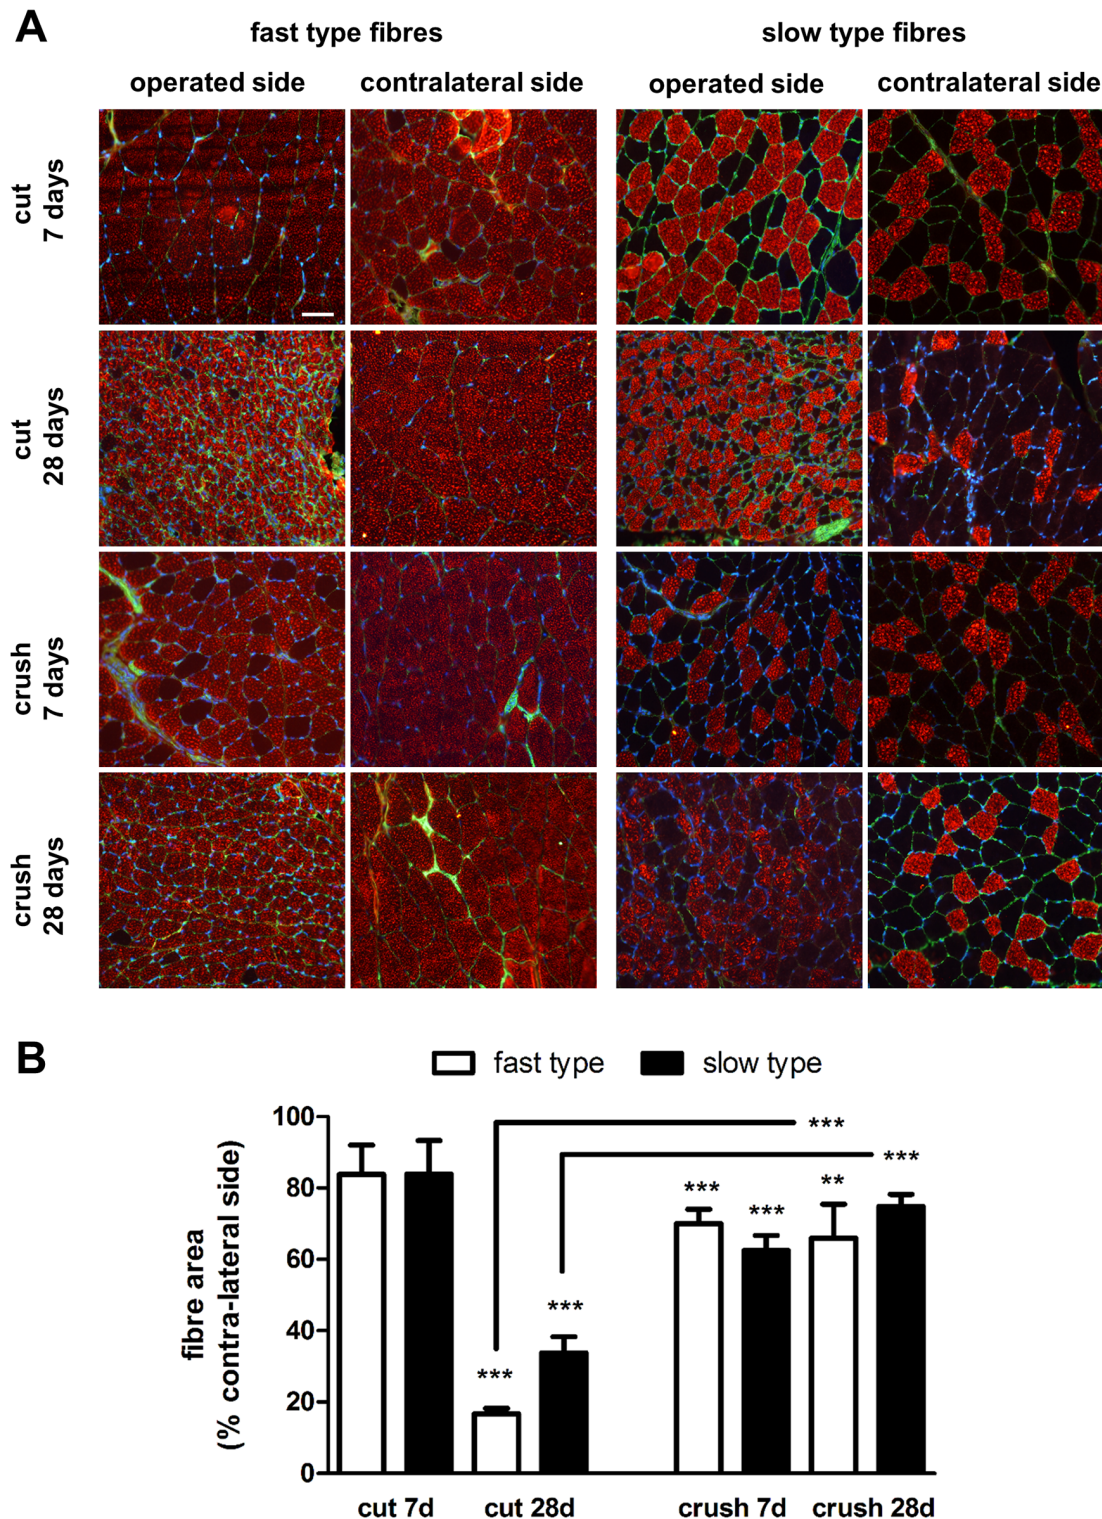 A
fast type fibres
slow type fibres
operated side
contralateral side
operated side
contralateral side
cut
7 days
cut
28 days
crush
7 days
crush
28 days
B
fast type
slow type
fibre area
(% contra-lateral side)
100
80
60
40
20
0
***
***
***
***
**
***
***
cut 7d
cut 28d
crush 7d
crush 28d